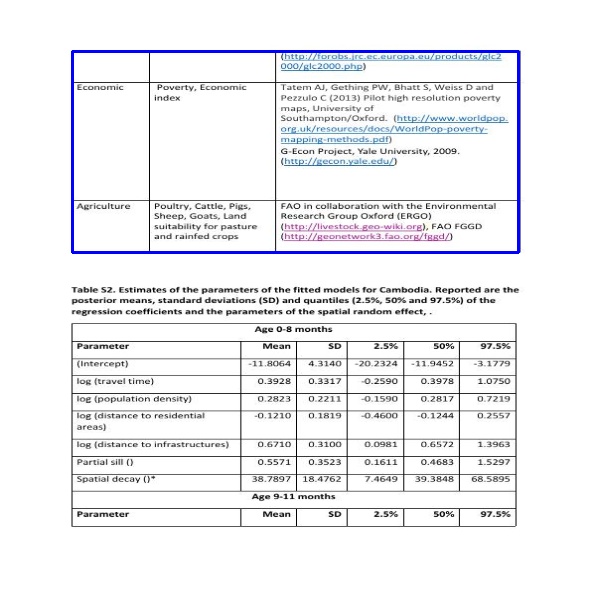 (http://forobs.jrc.ec.europa.eu/products/glc2
000/glc2000.php)
Economic Poverty, Economic index
Tatem AJ, Gething PW, Bhatt S, Weiss D and
Pezzulo C (2013) Pilot high resolution poverty
maps, University of
Southampton/Oxford. (http://www.worldpop.
org.uk/resources/docs/WorldPop-poverty-
mapping-methods.pdf)
G-Econ Project, Yale University, 2009.
(http://gecon.yale.edu/)
Agriculture
Poultry, Cattle, Pigs,
Sheep, Goats, Land
suitability for pasture
and rainfed crops
FAO in collaboration with the Environmental
Research Group Oxford (ERGO)
(http://livestock.geo-wiki.org), FAO FGGD
(http://geonetwork3.fao.org/fggd/)
Table S2. Estimates of the parameters of the fitted models for Cambodia. Reported are the
posterior means, standard deviations (SD) and quantiles (2.5%, 50% and 97.5%) of the
regression coefficients and the parameters of the spatial random effect, .
Age 0-8 months
Parameter Mean SD 2.5% 50% 97.5%
(Intercept) -11.8064 4.3140 -20.2324 -11.9452 -3.1779
log (travel time) 0.3928 0.3317 -0.2590 0.3978 1.0750
log (population density) 0.2823 0.2211 -0.1590 0.2817 0.7219
log (distance to residential
areas) -0.1210 0.1819 -0.4600 -0.1244 0.2557
log (distance to infrastructures) 0.6710 0.3100 0.0981 0.6572 1.3963
Partial sill () 0.5571 0.3523 0.1611 0.4683 1.5297
Spatial decay ()* 38.7897 18.4762 7.4649 39.3848 68.5895
Age 9-11 months
Parameter Mean SD 2.5% 50% 97.5%